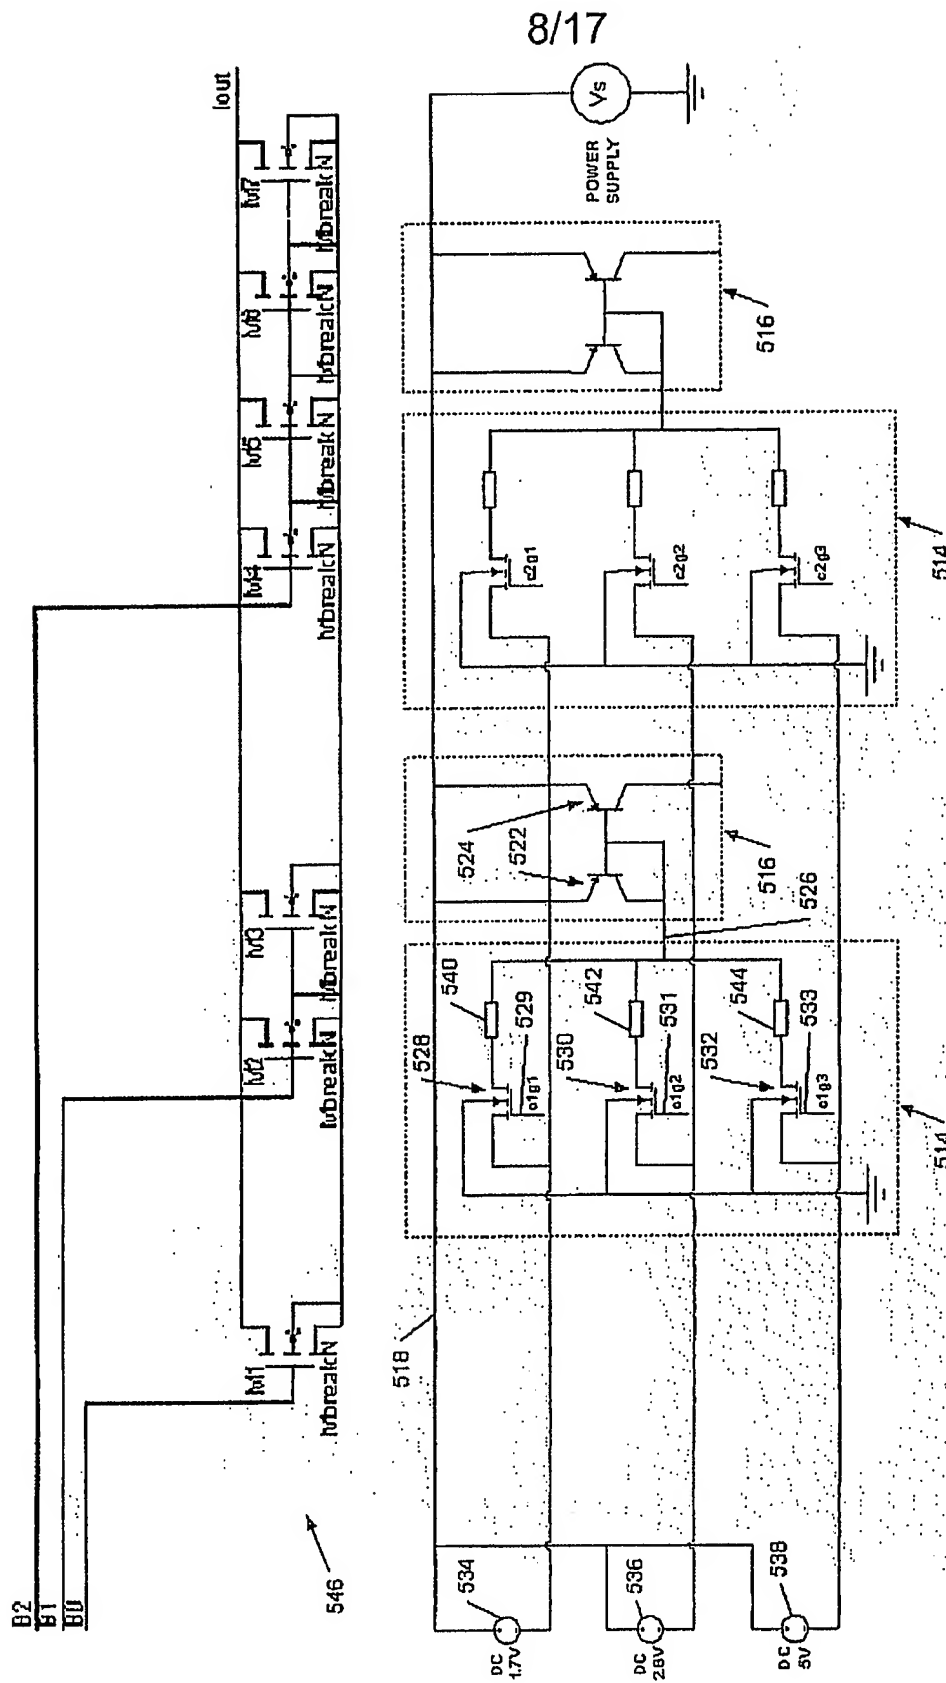 8/17
B2
B1
B0
Iout
M1
MbreakN
M2
MbreakN
M3
MbreakN
M4
MbreakN
M5
MbreakN
M6
MbreakN
M7
MbreakN
546
518
POWER
SUPPLY
Vs
516
514
c2g1
c2g2
c2g3
524
522
516
526
528
540
529
c1g1
530
542
531
c1g2
532
544
533
c1g3
514
534
DC
1.7V
536
DC
2.8V
538
DC
5V